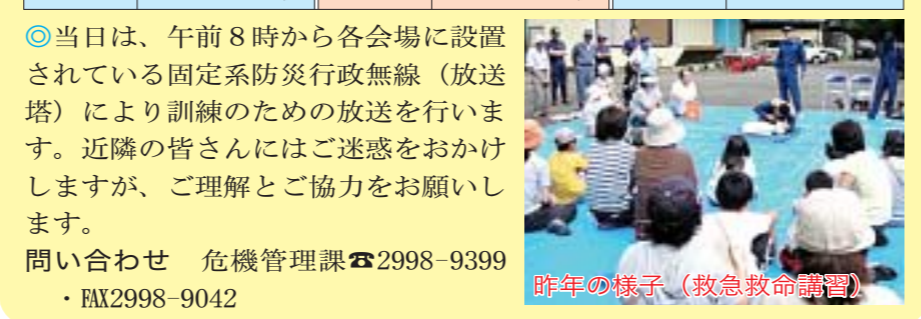 ◎当日は、午前８時から各会場に設置
されている固定系防災行政無線（放送
塔）により訓練のための放送を行いま
す。近隣の皆さんにはご迷惑をおかけ
しますが、ご理解とご協力をお願いし
ます。
問い合わせ　危機管理課☎2998-9399
・FAX2998-9042
昨年の様子（救急救命講習）